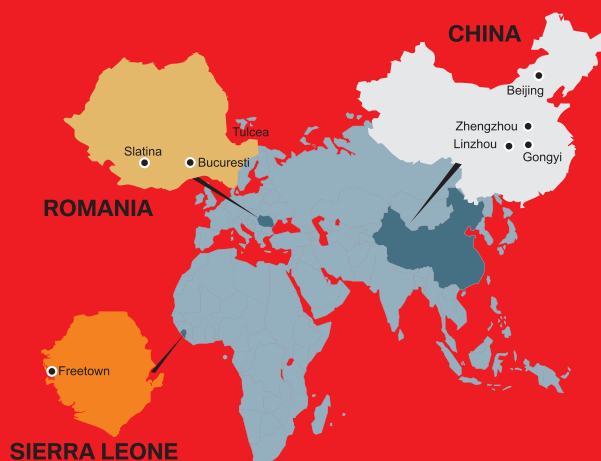 CHINA
Beijing
Zhengzhou
Linzhou
Gongyi
Tulcea
Slatina
Bucuresti
ROMANIA
Freetown
SIERRA LEONE